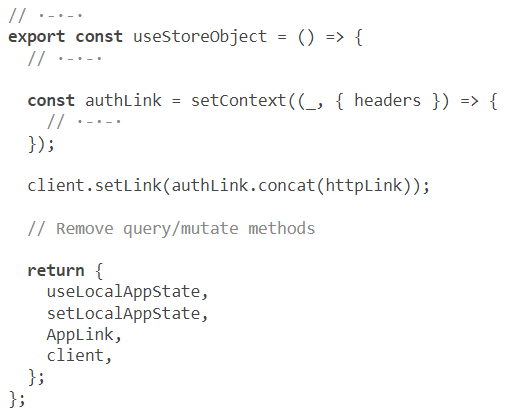 // ·-·-·
export const useStoreObject = () => {
  // ·-·-·

  const authLink = setContext((_, { headers }) => {
    // ·-·-·
  });

  client.setLink(authLink.concat(httpLink));

  // Remove query/mutate methods

  return {
    useLocalAppState,
    setLocalAppState,
    AppLink,
    client,
  };
};